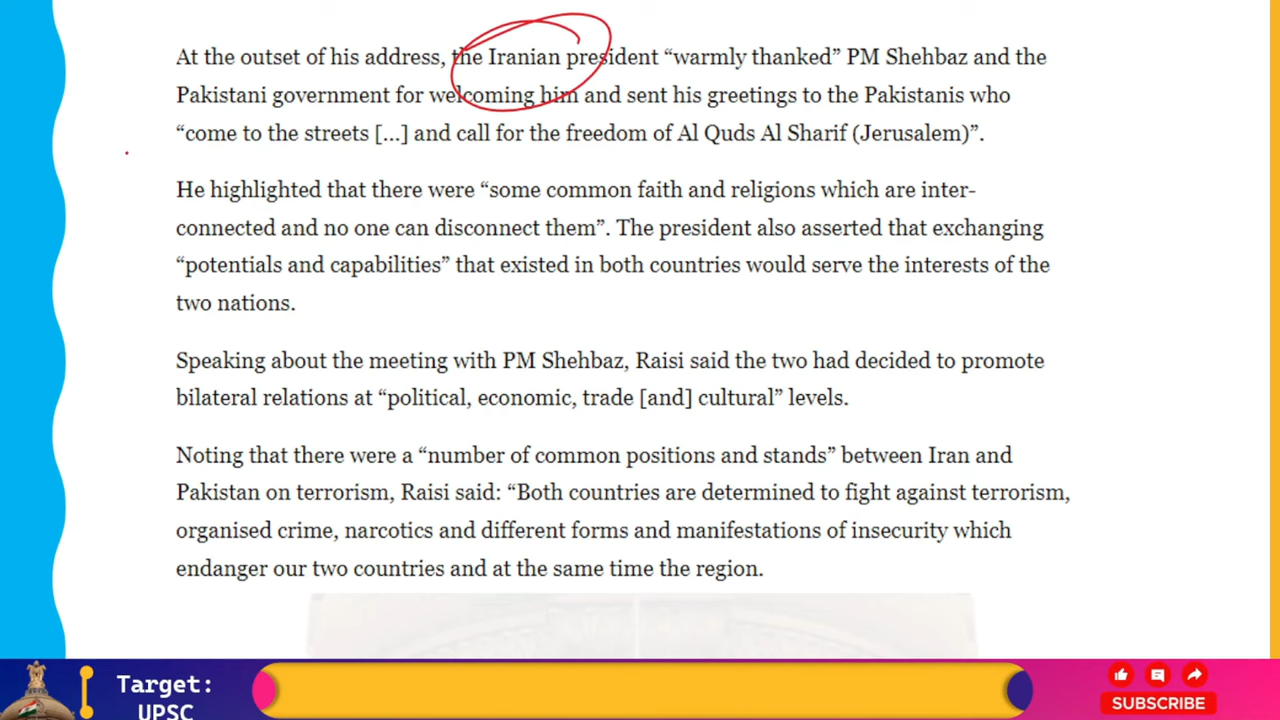 At the outset of his address, the Iranian president “warmly thanked” PM Shehbaz and the
Pakistani government for welcoming him and sent his greetings to the Pakistanis who
“come to the streets [...] and call for the freedom of Al Quds Al Sharif (Jerusalem)”.
He highlighted that there were “some common faith and religions which are inter-
connected and no one can disconnect them”. The president also asserted that exchanging
“potentials and capabilities” that existed in both countries would serve the interests of the
two nations.
Speaking about the meeting with PM Shehbaz, Raisi said the two had decided to promote
bilateral relations at “political, economic, trade [and] cultural” levels.
Noting that there were a “number of common positions and stands” between Iran and
Pakistan on terrorism, Raisi said: “Both countries are determined to fight against terrorism,
organised crime, narcotics and different forms and manifestations of insecurity which
endanger our two countries and at the same time the region.
Target:
UPSC
SUBSCRIBE